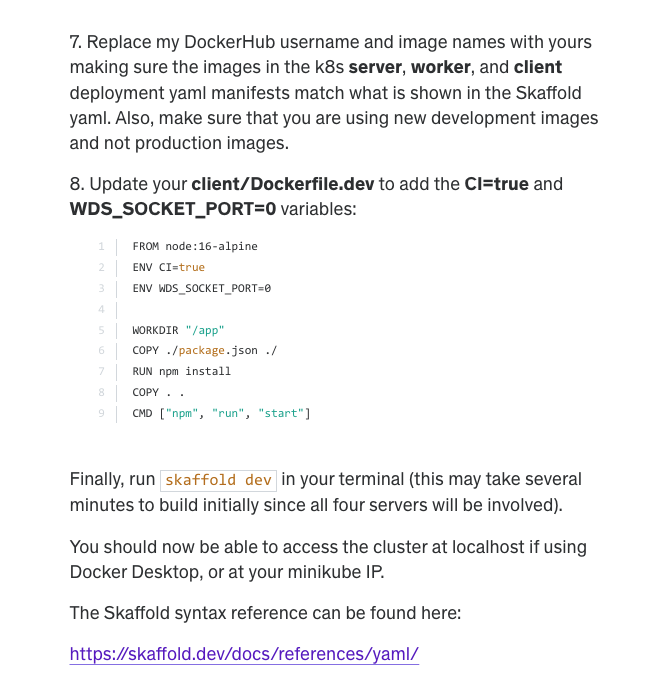 7. Replace my DockerHub username and image names with yours
making sure the images in the k8s server, worker, and client
deployment yaml manifests match what is shown in the Skaffold
yaml. Also, make sure that you are using new development images
and not production images.
8. Update your client/Dockerfile.dev to add the CI=true and
WDS_SOCKET_PORT=0 variables:
1 FROM node:16-alpine
2 ENV CI=true
3 ENV WDS_SOCKET_PORT=0
4
5 WORKDIR "/app"
6 COPY ./package.json ./
7 RUN npm install
8 COPY . .
9 CMD ["npm", "run", "start"]
Finally, run skaffold dev in your terminal (this may take several
minutes to build initially since all four servers will be involved).
You should now be able to access the cluster at localhost if using
Docker Desktop, or at your minikube IP.
The Skaffold syntax reference can be found here:
https://skaffold.dev/docs/references/yaml/